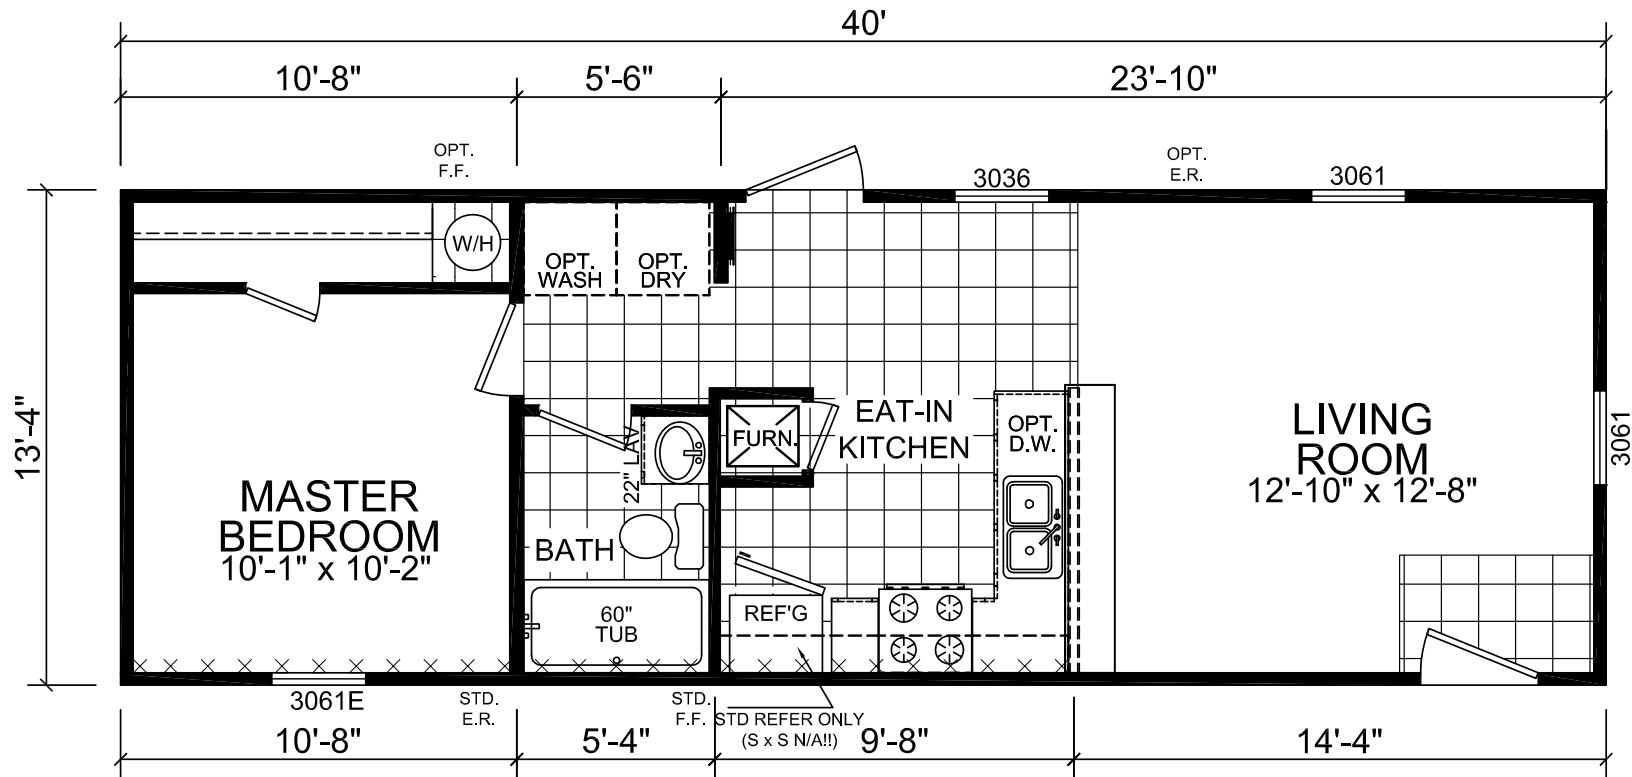 40'
10'-8"
5'-6"
23'-10"
OPT.
F.F.
OPT.
E.R.
3036
3061
W/H
OPT.
WASH
OPT.
DRY
13'-4"
FURN.
EAT-IN
KITCHEN
OPT.
D.W.
LIVING
ROOM
12'-10" x 12'-8"
3061
22" LAV
MASTER
BEDROOM
10'-1" x 10'-2"
BATH
60"
TUB
REF'G
3061E
STD.
E.R.
STD.
F.F.
STD REFER ONLY
(S x S N/A!!)
10'-8"
5'-4"
9'-8"
14'-4"